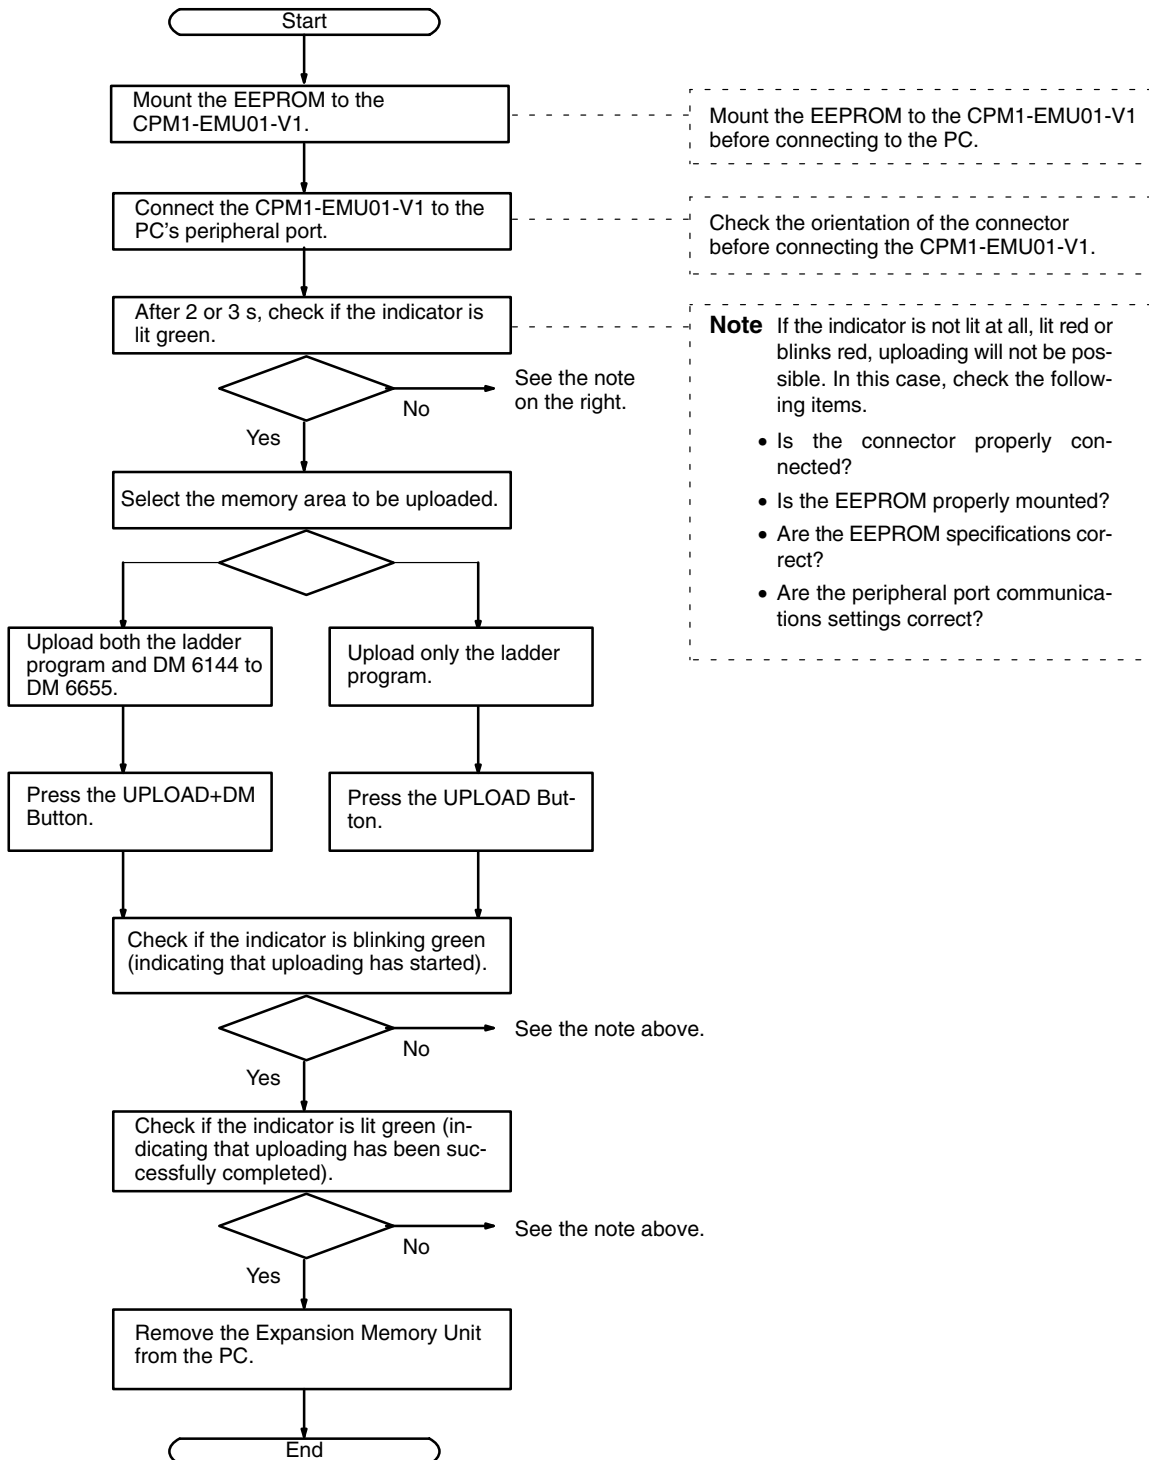 Start
Mount the EEPROM to the
CPM1-EMU01-V1.
Mount the EEPROM to the CPM1-EMU01-V1
before connecting to the PC.
Connect the CPM1-EMU01-V1 to the
PC's peripheral port.
Check the orientation of the connector
before connecting the CPM1-EMU01-V1.
After 2 or 3 s, check if the indicator is
lit green.
Note If the indicator is not lit at all, lit red or
blinks red, uploading will not be pos-
sible. In this case, check the follow-
ing items.
• Is the connector properly con-
nected?
• Is the EEPROM properly mounted?
• Are the EEPROM specifications cor-
rect?
• Are the peripheral port communica-
tions settings correct?
No
See the note
on the right.
Yes
Select the memory area to be uploaded.
Upload both the ladder
program and DM 6144 to
DM 6655.
Upload only the ladder
program.
Press the UPLOAD+DM
Button.
Press the UPLOAD But-
ton.
Check if the indicator is blinking green
(indicating that uploading has started).
No
See the note above.
Yes
Check if the indicator is lit green (in-
dicating that uploading has been suc-
cessfully completed).
No
See the note above.
Yes
Remove the Expansion Memory Unit
from the PC.
End